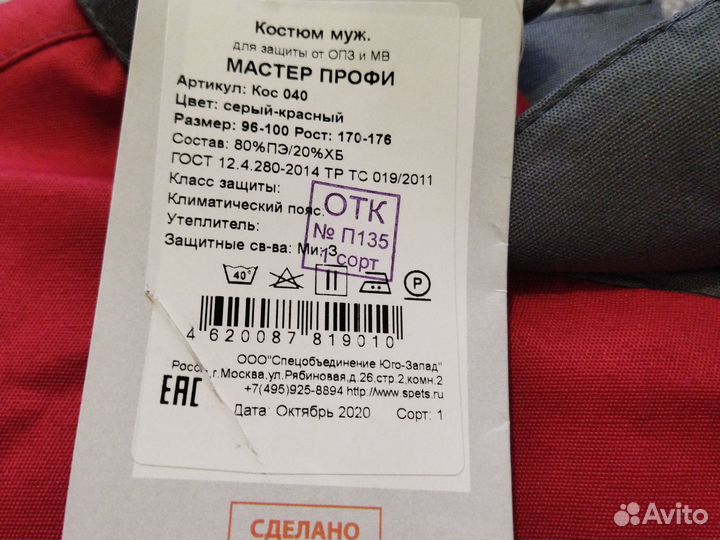 Костюм муж.
для защиты от ОПЗ и МВ
МАСТЕР ПРОФИ
Артикул: Кос 040
Цвет: серый-красный
Размер: 96-100 Рост: 170-176
Состав: 80%ПЭ/20%ХБ
ГОСТ 12.4.280-2014 ТР ТС 019/2011
Класс защиты:
Климатический пояс:
Утеплитель:
Защитные св-ва: Ми;З
ОТК
№ П135
1 сорт
40°
P
4 620087 819010
ООО"Спецобъединение Юго-Запад"
г.Москва,ул.Рябиновая,д.26,стр.2,комн.2
+7(495)925-8894 http://www.spets.ru
EAC
Дата: Октябрь 2020 Сорт: 1
СДЕЛАНО
Avito